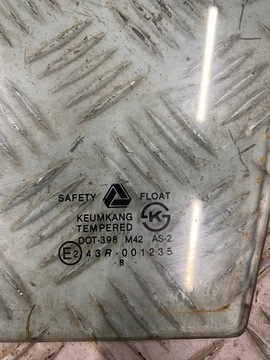 SAFETY FLOAT
KEUMKANG
TEMPERED
DOT-398 M42 AS-2
E2 43R-001235
·8·